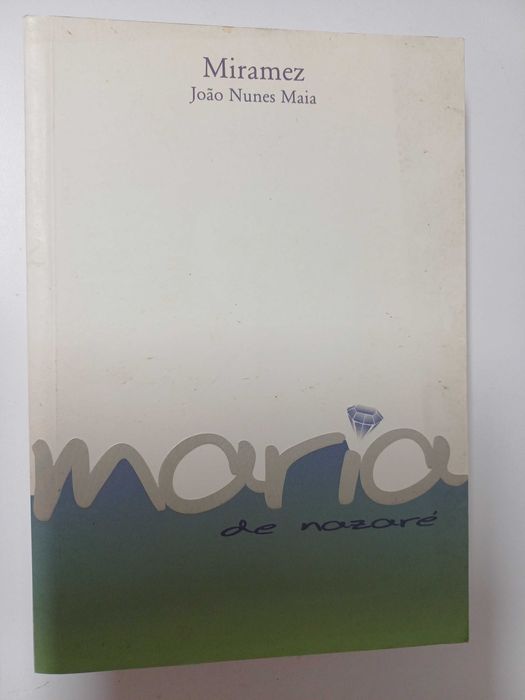 Miramez
João Nunes Maia
maria
de nazaré